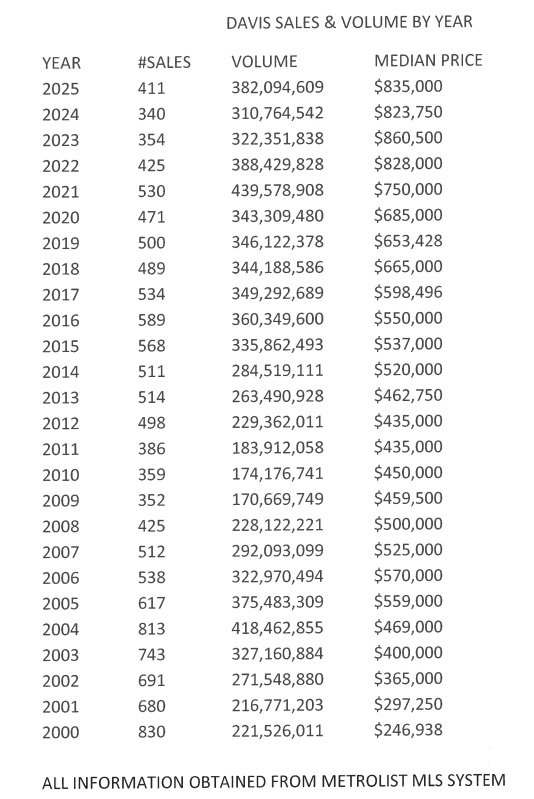 DAVIS SALES & VOLUME BY YEAR
YEAR #SALES VOLUME MEDIAN PRICE
2025 411 382,094,609 $835,000
2024 340 310,764,542 $823,750
2023 354 322,351,838 $860,500
2022 425 388,429,828 $828,000
2021 530 439,578,908 $750,000
2020 471 343,309,480 $685,000
2019 500 346,122,378 $653,428
2018 489 344,188,586 $665,000
2017 534 349,292,689 $598,496
2016 589 360,349,600 $550,000
2015 568 335,862,493 $537,000
2014 511 284,519,111 $520,000
2013 514 263,490,928 $462,750
2012 498 229,362,011 $435,000
2011 386 183,912,058 $435,000
2010 359 174,176,741 $450,000
2009 352 170,669,749 $459,500
2008 425 228,122,221 $500,000
2007 512 292,093,099 $525,000
2006 538 322,970,494 $570,000
2005 617 375,483,309 $559,000
2004 813 418,462,855 $469,000
2003 743 327,160,884 $400,000
2002 691 271,548,880 $365,000
2001 680 216,771,203 $297,250
2000 830 221,526,011 $246,938
ALL INFORMATION OBTAINED FROM METROLIST MLS SYSTEM